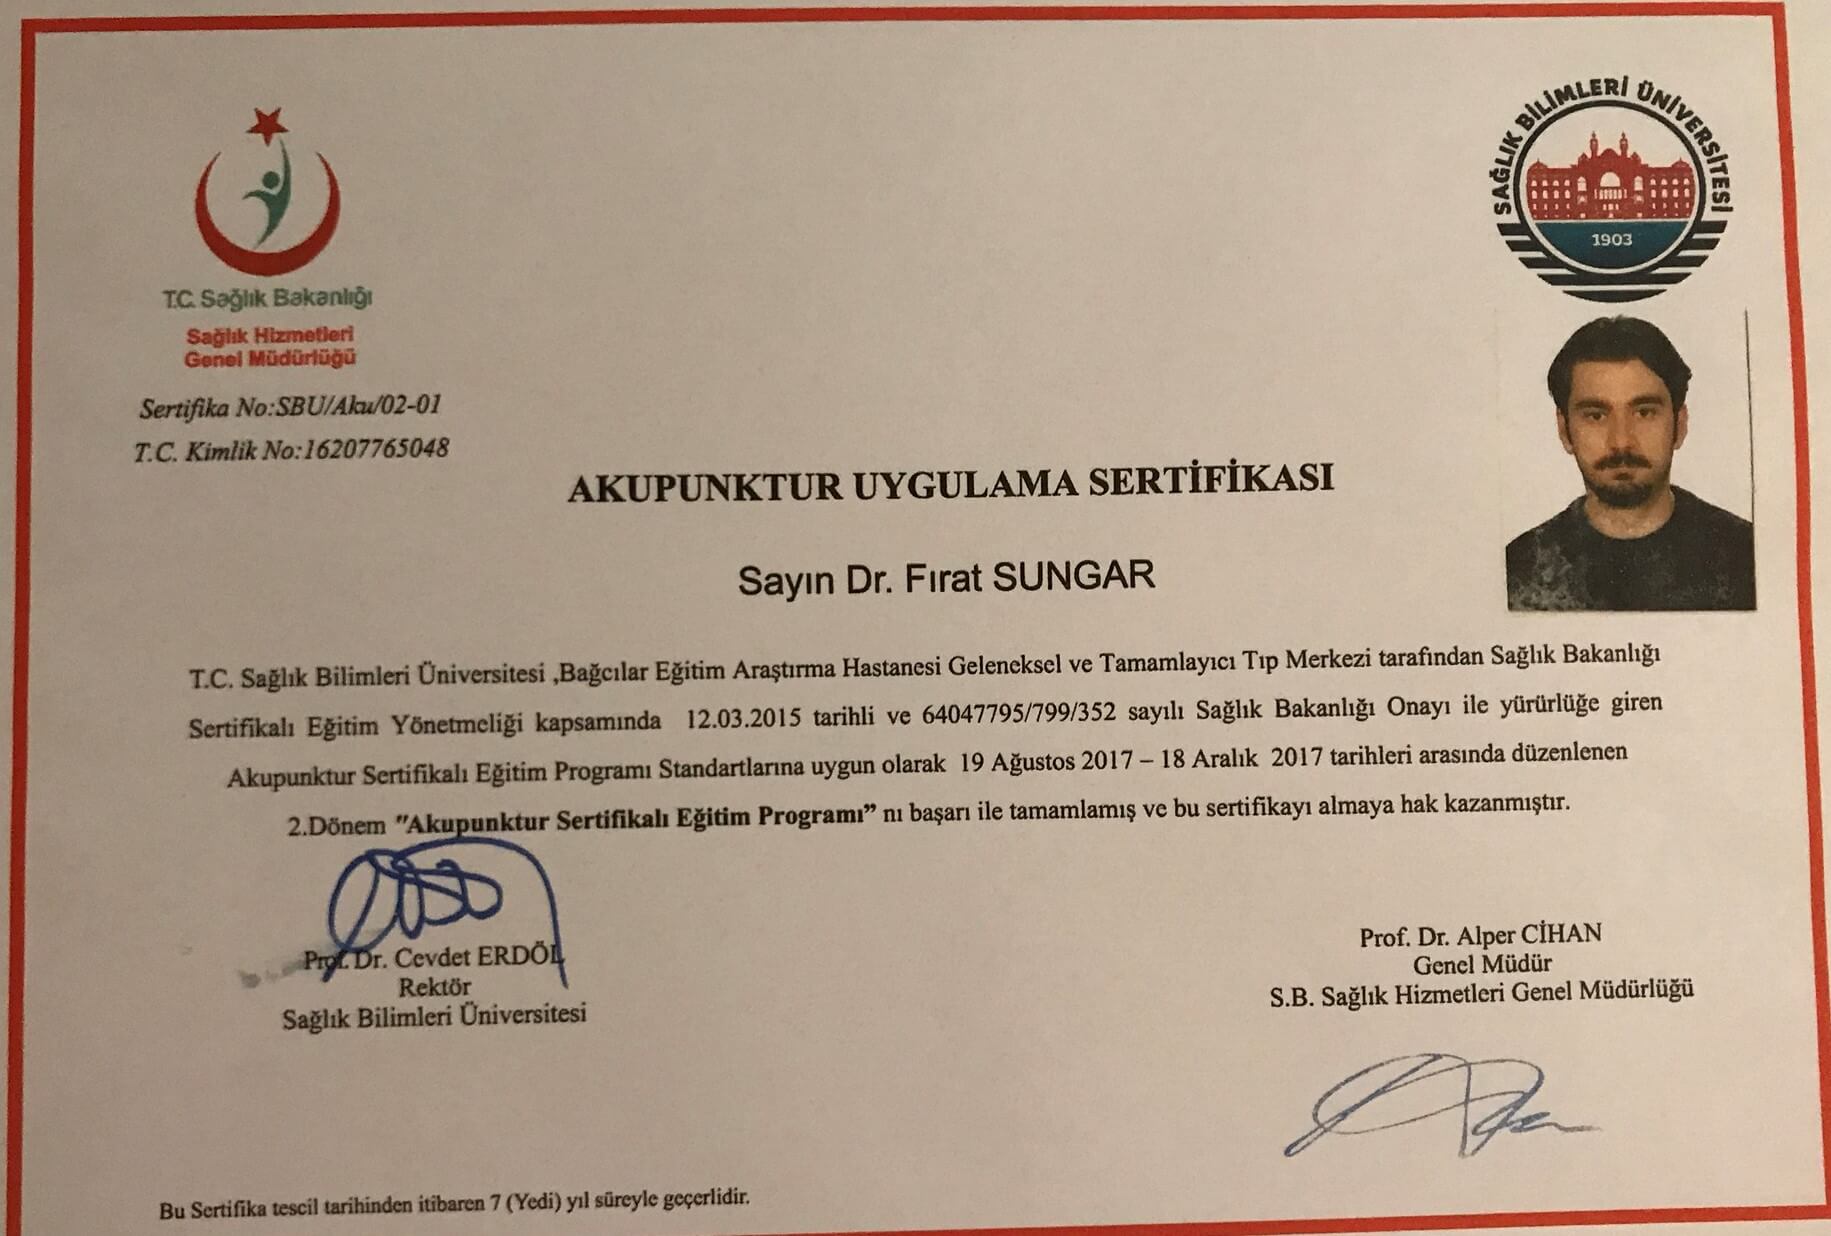 SAĞLIK BİLİMLERİ ÜNİVERSİTESİ
1903
T.C. Sağlık Bakanlığı
Sağlık Hizmetleri
Genel Müdürlüğü
Sertifika No:SBU/Aku/02-01
T.C. Kimlik No:16207765048
AKUPUNKTUR UYGULAMA SERTİFİKASI
Sayın Dr. Fırat SUNGAR
T.C. Sağlık Bilimleri Üniversitesi ,Bağcılar Eğitim Araştırma Hastanesi Geleneksel ve Tamamlayıcı Tıp Merkezi tarafından Sağlık Bakanlığı
Sertifikalı Eğitim Yönetmeliği kapsamında 12.03.2015 tarihli ve 64047795/799/352 sayılı Sağlık Bakanlığı Onayı ile yürürlüğe giren
Akupunktur Sertifikalı Eğitim Programı Standartlarına uygun olarak 19 Ağustos 2017 – 18 Aralık 2017 tarihleri arasında düzenlenen
2.Dönem "Akupunktur Sertifikalı Eğitim Programı” nı başarı ile tamamlamış ve bu sertifikayı almaya hak kazanmıştır.
Prof. Dr. Cevdet ERDÖL
Rektör
Sağlık Bilimleri Üniversitesi
Prof. Dr. Alper CİHAN
Genel Müdür
S.B. Sağlık Hizmetleri Genel Müdürlüğü
Bu Sertifika tescil tarihinden itibaren 7 (Yedi) yıl süreyle geçerlidir.